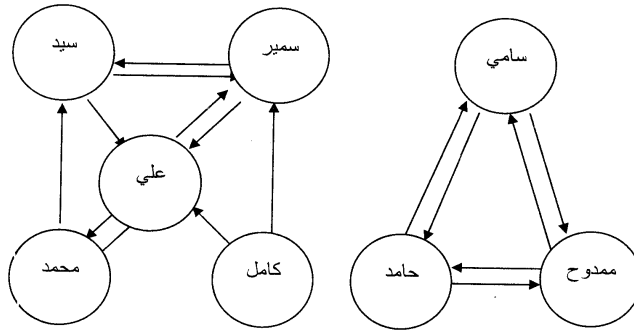 سمير
سيد
سامي
علي
محمد
كامل
حامد
ممدوح